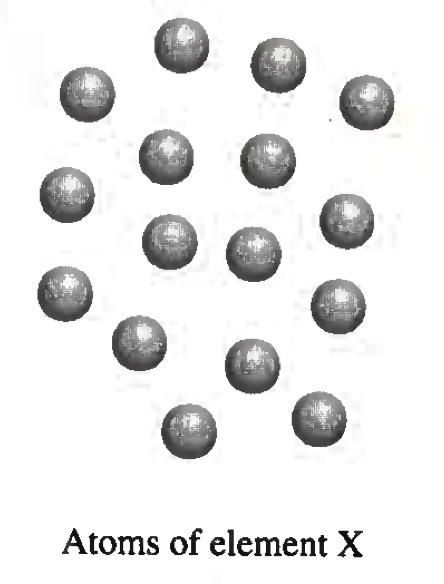 Atoms of element X